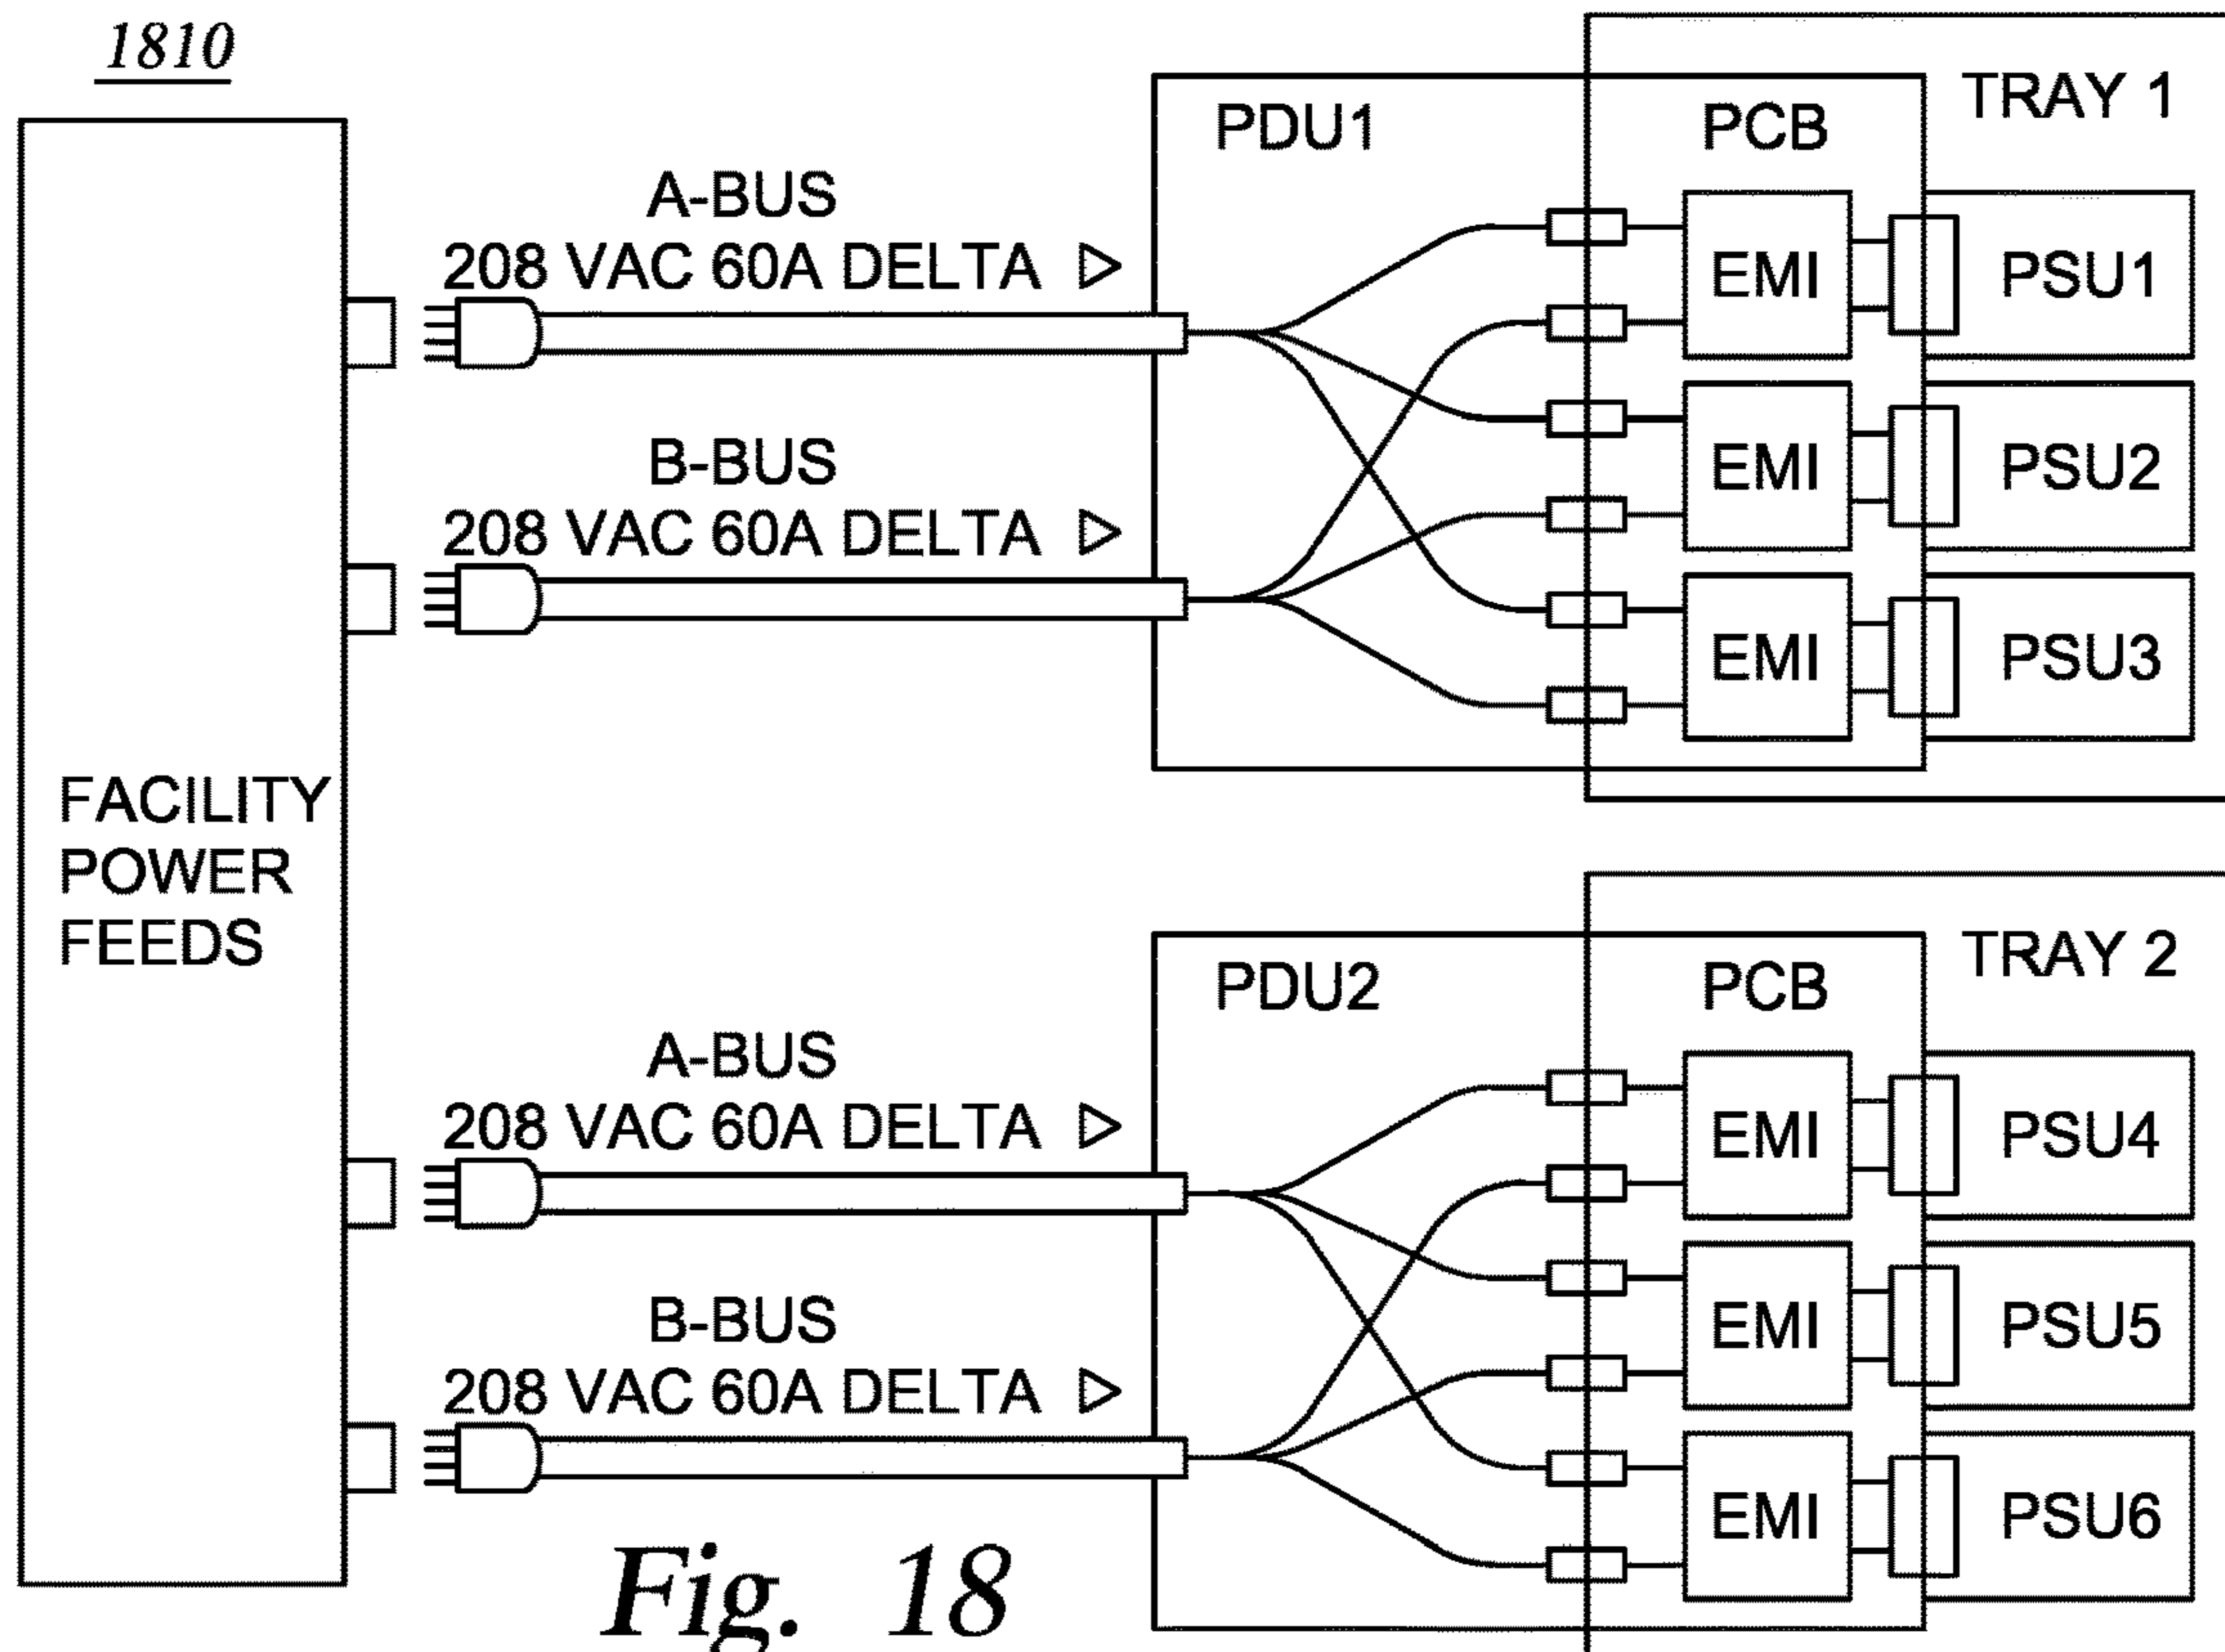 1810
FACILITY
POWER
FEEDS
A-BUS
208 VAC 60A DELTA
B-BUS
208 VAC 60A DELTA
PDU1
PCB
TRAY 1
EMI
PSU1
EMI
PSU2
EMI
PSU3
A-BUS
208 VAC 60A DELTA
B-BUS
208 VAC 60A DELTA
PDU2
PCB
TRAY 2
EMI
PSU4
EMI
PSU5
EMI
PSU6
Fig. 18